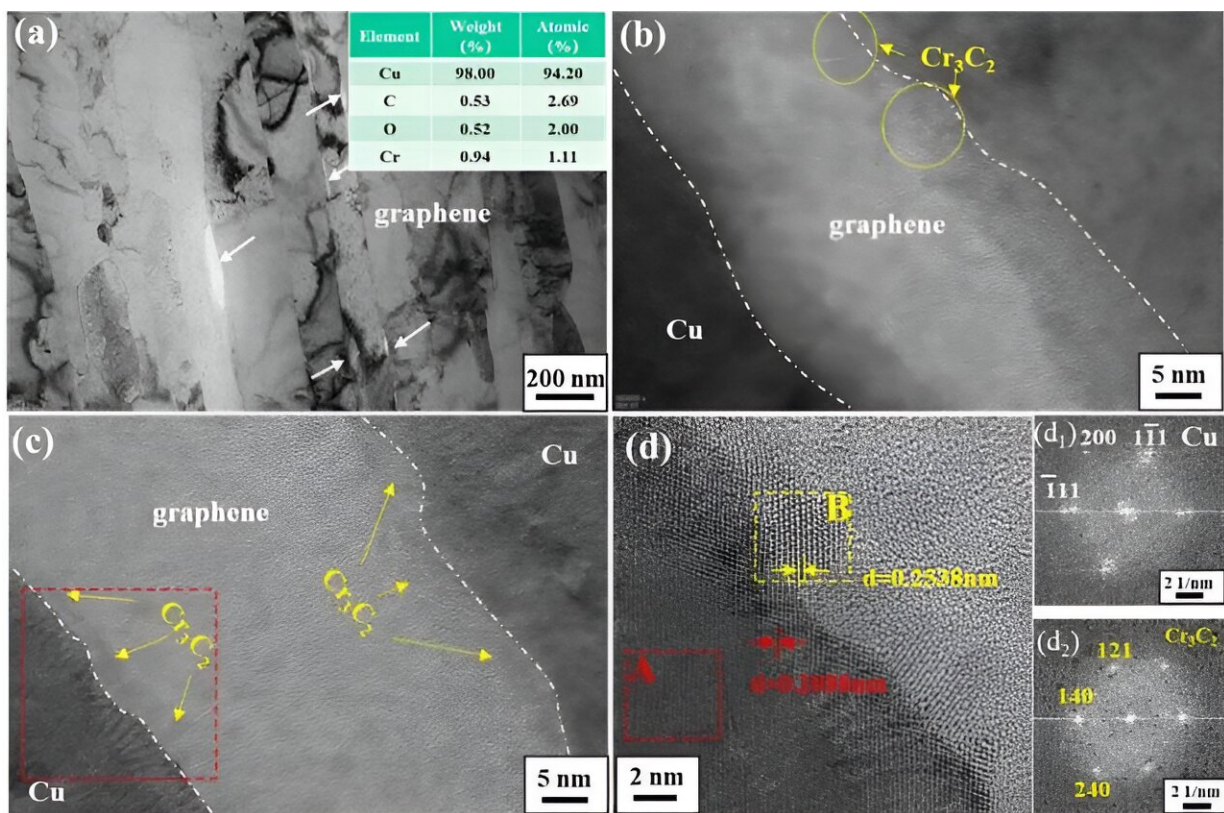 (a)
Element Weight (%) Atomic (%)
Cu 98.00 94.20
C 0.53 2.69
O 0.52 2.00
Cr 0.94 1.11
graphene
200 nm
(b)
Cr₃C₂
graphene
Cu
5 nm
(c)
Cu
graphene
Cr₃C₂
Cr₃C₂
Cu
5 nm
(d)
B
d=0.2538nm
A
2 nm
(d₁) 200 1̅11 Cu
1̅11
2 1/nm
(d₂) Cr₃C₂
121
140
240
2 1/nm